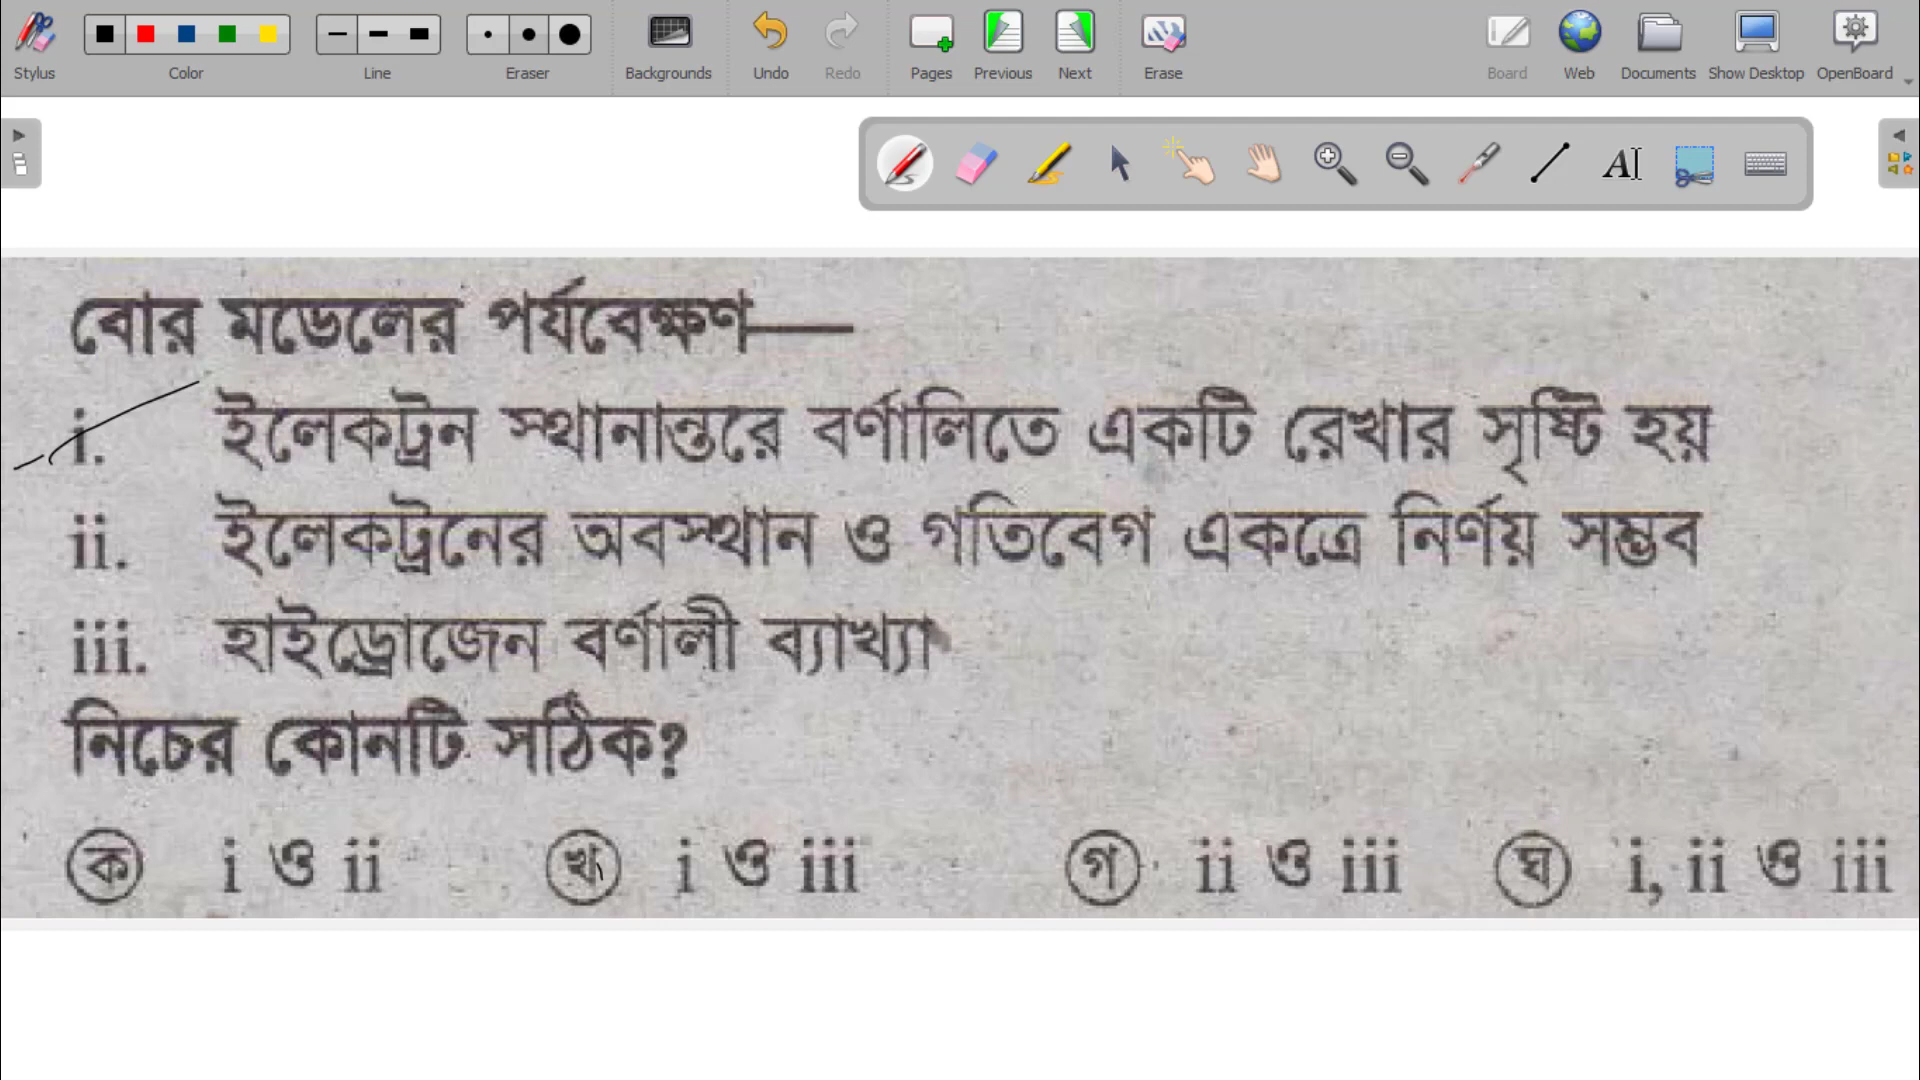 Stylus Color Line Eraser Backgrounds Undo Redo Pages Previous Next Erase Board Web Documents Show Desktop OpenBoard
বোর মডেলের পর্যবেক্ষণ—
i. ইলেকট্রন স্থানান্তরে বর্ণালিতে একটি রেখার সৃষ্টি হয়
ii. ইলেকট্রনের অবস্থান ও গতিবেগ একত্রে নির্ণয় সম্ভব
iii. হাইড্রোজেন বর্ণালী ব্যাখ্যা
নিচের কোনটি সঠিক?
ক i ও ii খ i ও iii গ ii ও iii ঘ i, ii ও iii